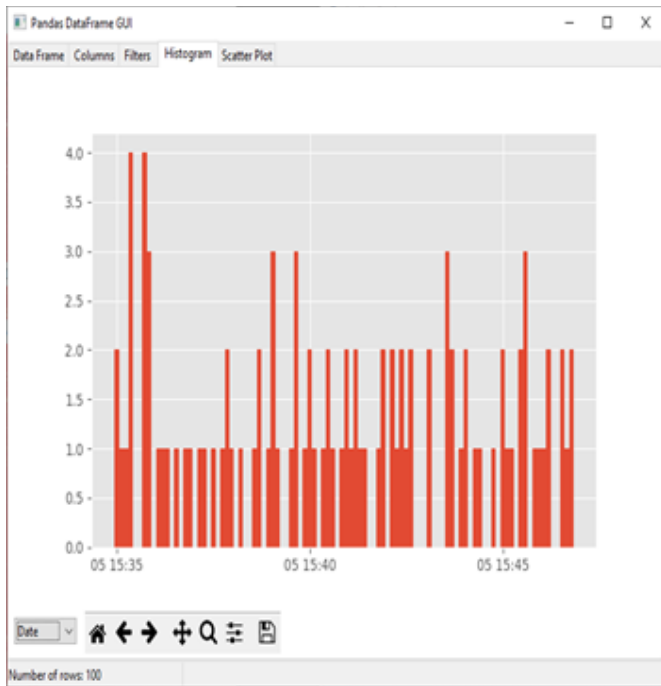 Pandas DataFrame GUI
Data Frame Columns Filters Histogram Scatter Plot
4.0
3.5
3.0
2.5
2.0
1.5
1.0
0.5
0.0
05 15:35 05 15:40 05 15:45
Date
Number of rows: 100